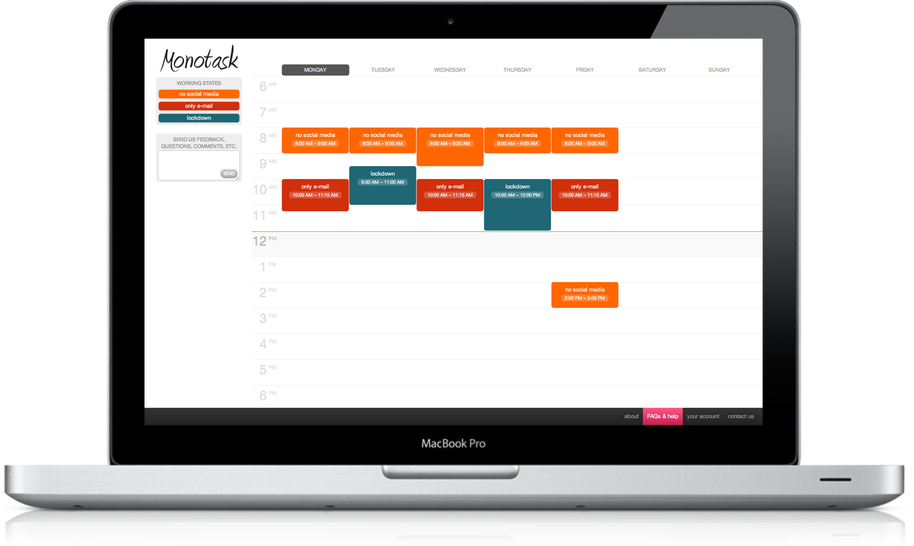 Monotask
WORKING STATES
no social media
only e-mail
lockdown
SEND US FEEDBACK,
QUESTIONS, COMMENTS, ETC.
SEND
MONDAY TUESDAY WEDNESDAY THURSDAY FRIDAY SATURDAY SUNDAY
6 AM
7 AM
8 AM
no social media no social media no social media no social media no social media
8:00 AM – 9:00 AM 8:00 AM – 9:00 AM 8:00 AM – 9:30 AM 8:00 AM – 9:00 AM 8:00 AM – 9:00 AM
9 AM
lockdown
9:30 AM – 11:00 AM
10 AM
only e-mail only e-mail lockdown only e-mail
10:00 AM – 11:15 AM 10:00 AM – 11:15 AM 10:00 AM – 12:00 PM 10:00 AM – 11:15 AM
11 AM
12 PM
1 PM
2 PM
no social media
2:00 PM – 3:00 PM
3 PM
4 PM
5 PM
6 PM
about FAQs & help your account contact us
MacBook Pro